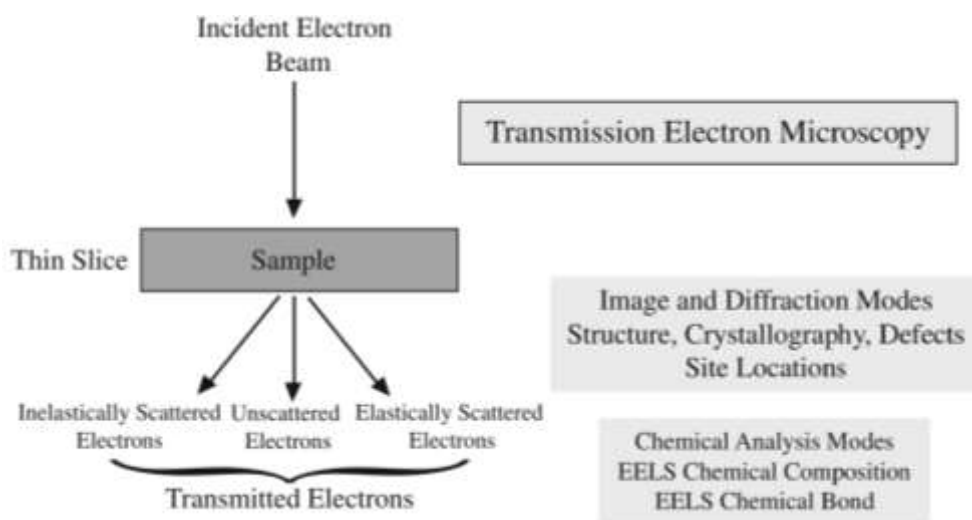 Incident Electron
Beam
Transmission Electron Microscopy
Thin Slice
Sample
Image and Diffraction Modes
Structure, Crystallography, Defects
Site Locations
Inelastically Scattered
Electrons
Unscattered
Electrons
Elastically Scattered
Electrons
Transmitted Electrons
Chemical Analysis Modes
EELS Chemical Composition
EELS Chemical Bond